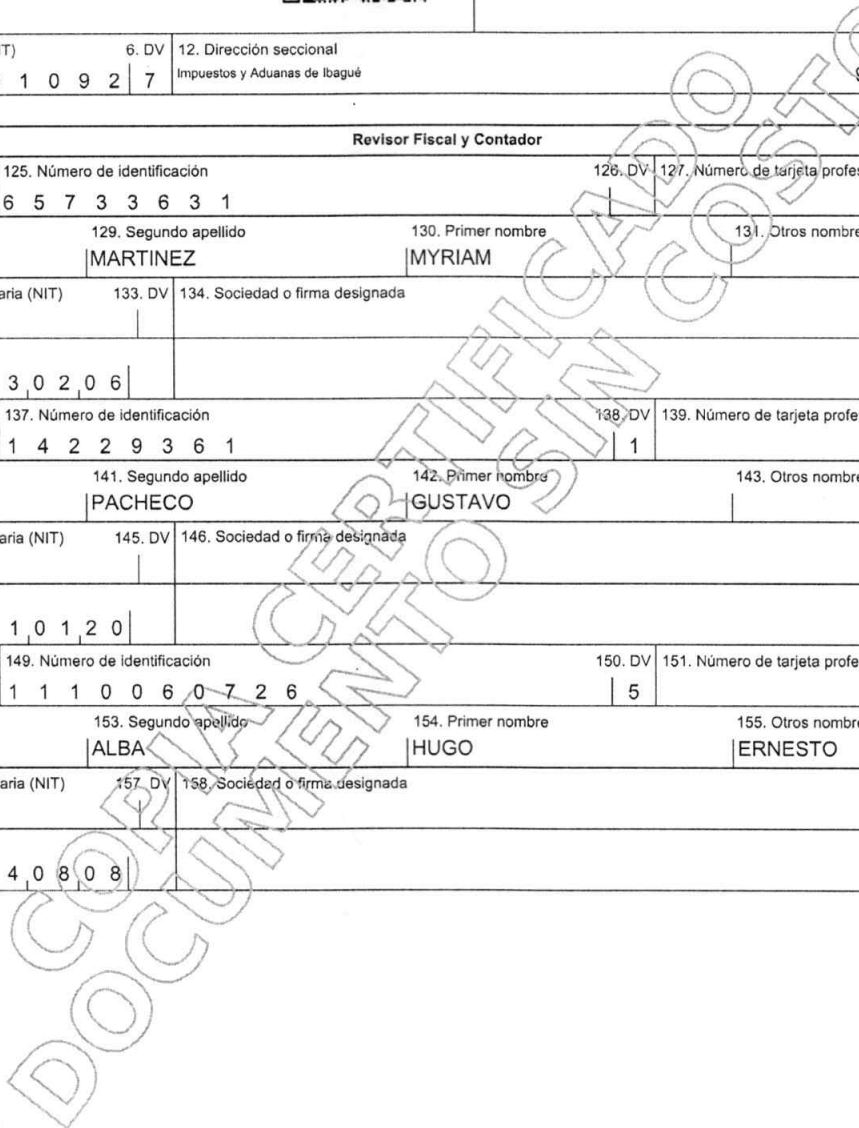 IT) 6. DV 12. Dirección seccional
1 0 9 2 7 Impuestos y Aduanas de Ibagué
Revisor Fiscal y Contador
125. Número de identificación 126. DV 127. Número de tarjeta profes
6 5 7 3 3 6 3 1
129. Segundo apellido 130. Primer nombre 131. Otros nombre
MARTINEZ MYRIAM
aria (NIT) 133. DV 134. Sociedad o firma designada
3 0 2 0 6
137. Número de identificación 138. DV 139. Número de tarjeta profe
1 4 2 2 9 3 6 1 1
141. Segundo apellido 142. Primer nombre 143. Otros nombre
PACHECO GUSTAVO
aria (NIT) 145. DV 146. Sociedad o firma designada
1 0 1 2 0
149. Número de identificación 150. DV 151. Número de tarjeta profe
1 1 1 0 0 6 0 7 2 6 5
153. Segundo apellido 154. Primer nombre 155. Otros nombre
ALBA HUGO ERNESTO
aria (NIT) 157. DV 158. Sociedad o firma designada
4 0 8 0 8
COPIA CERTIFICADO
DOCUMENTO SIN COSTO